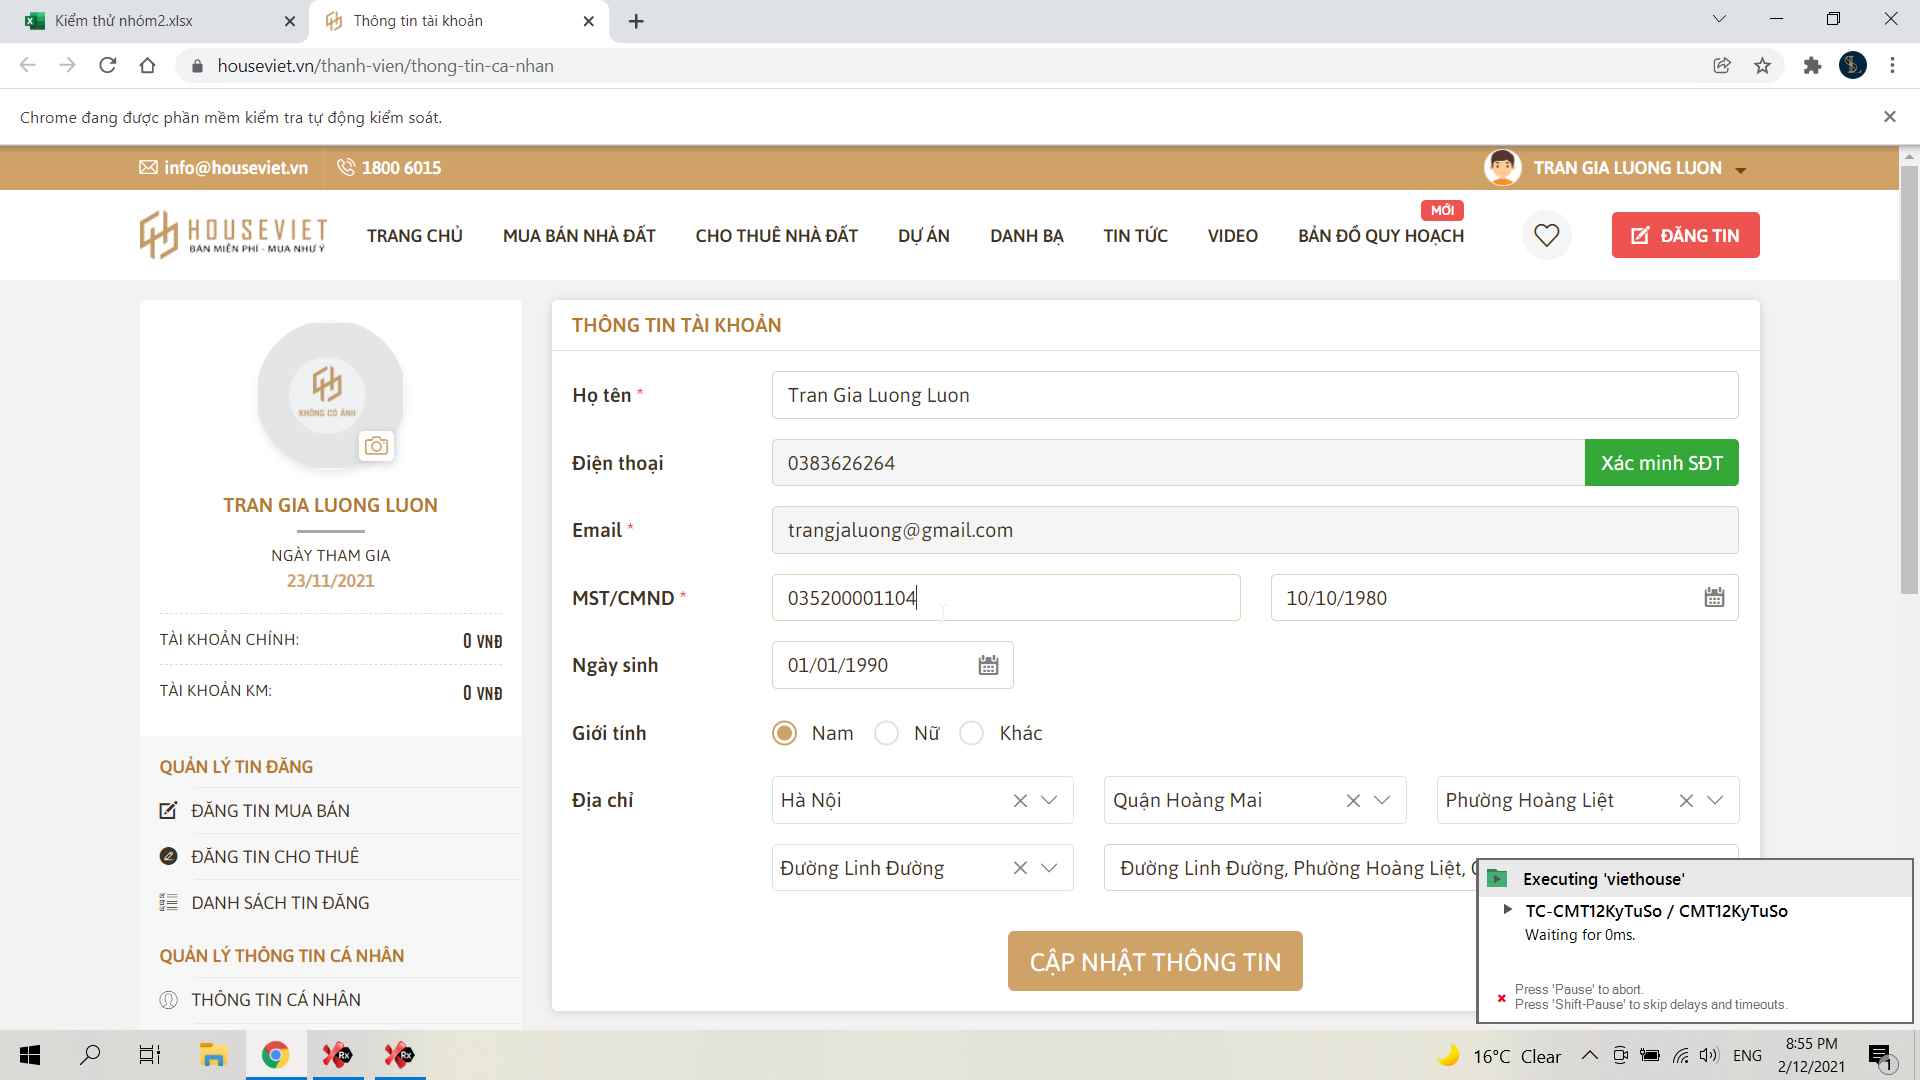 Kiểm thử nhóm2.xlsx
Thông tin tài khoản
houseviet.vn/thanh-vien/thong-tin-ca-nhan
Chrome đang được phần mềm kiểm tra tự động kiểm soát.
info@houseviet.vn
1800 6015
TRAN GIA LUONG LUON
HOUSEVIET
BÁN MIỄN PHÍ - MUA NHƯ Ý
TRANG CHỦ
MUA BÁN NHÀ ĐẤT
CHO THUÊ NHÀ ĐẤT
DỰ ÁN
DANH BẠ
TIN TỨC
VIDEO
MỚI
BẢN ĐỒ QUY HOẠCH
ĐĂNG TIN
KHÔNG CÓ ẢNH
TRAN GIA LUONG LUON
NGÀY THAM GIA
23/11/2021
TÀI KHOẢN CHÍNH: 0 VNĐ
TÀI KHOẢN KM: 0 VNĐ
QUẢN LÝ TIN ĐĂNG
ĐĂNG TIN MUA BÁN
ĐĂNG TIN CHO THUÊ
DANH SÁCH TIN ĐĂNG
QUẢN LÝ THÔNG TIN CÁ NHÂN
THÔNG TIN CÁ NHÂN
THÔNG TIN TÀI KHOẢN
Họ tên * Tran Gia Luong Luon
Điện thoại 0383626264 Xác minh SĐT
Email * trangjaluong@gmail.com
MST/CMND * 035200001104 10/10/1980
Ngày sinh 01/01/1990
Giới tính Nam Nữ Khác
Địa chỉ Hà Nội Quận Hoàng Mai Phường Hoàng Liệt
Đường Linh Đường Đường Linh Đường, Phường Hoàng Liệt,
CẬP NHẬT THÔNG TIN
Executing 'viethouse'
TC-CMT12KyTuSo / CMT12KyTuSo
Waiting for 0ms.
Press 'Pause' to abort.
Press 'Shift-Pause' to skip delays and timeouts.
Rx
Rx
16°C Clear
ENG
8:55 PM
2/12/2021
1